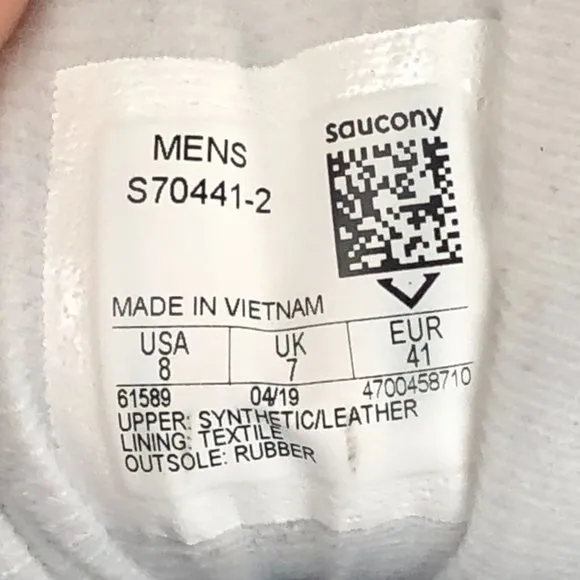 saucony
MENS
S70441-2
MADE IN VIETNAM
USA UK EUR
8 7 41
61589 04/19 4700458710
UPPER: SYNTHETIC/LEATHER
LINING: TEXTILE
OUTSOLE: RUBBER